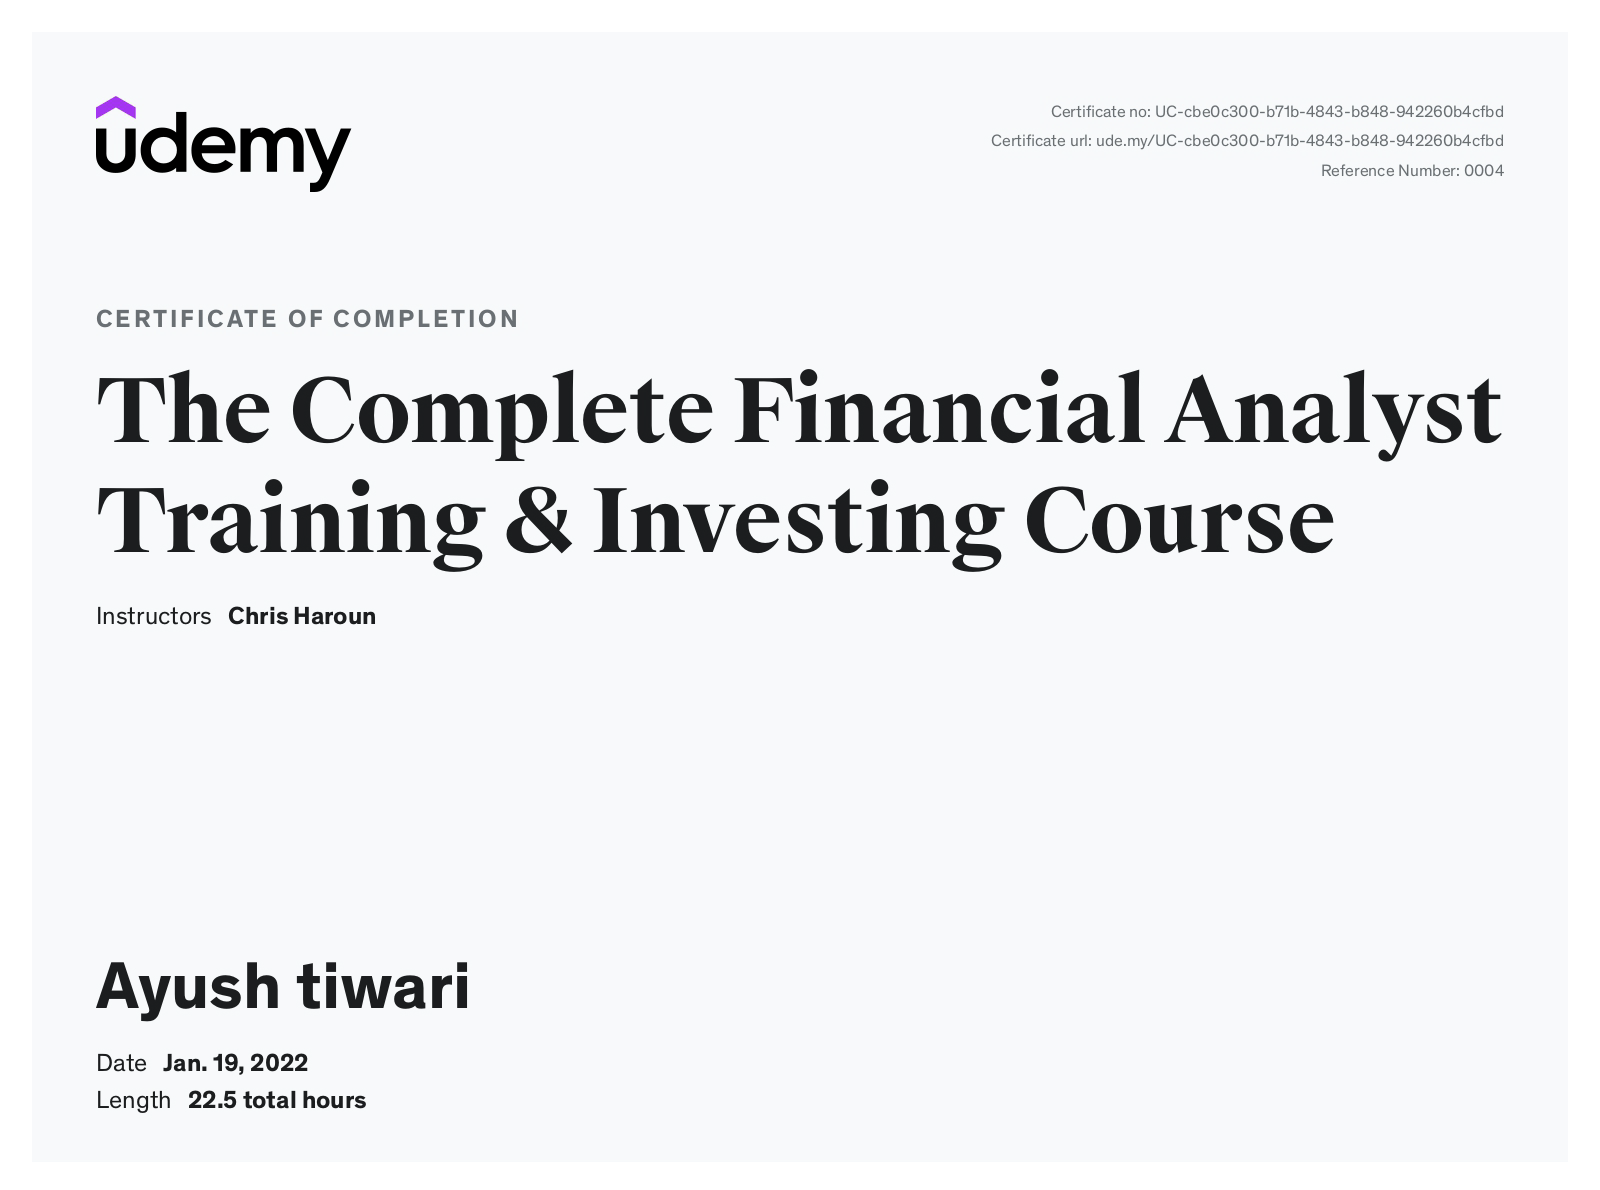 udemy
Certificate no: UC-cbe0c300-b71b-4843-b848-942260b4cfbd
Certificate url: ude.my/UC-cbe0c300-b71b-4843-b848-942260b4cfbd
Reference Number: 0004
CERTIFICATE OF COMPLETION
The Complete Financial Analyst
Training & Investing Course
Instructors Chris Haroun
Ayush tiwari
Date Jan. 19, 2022
Length 22.5 total hours